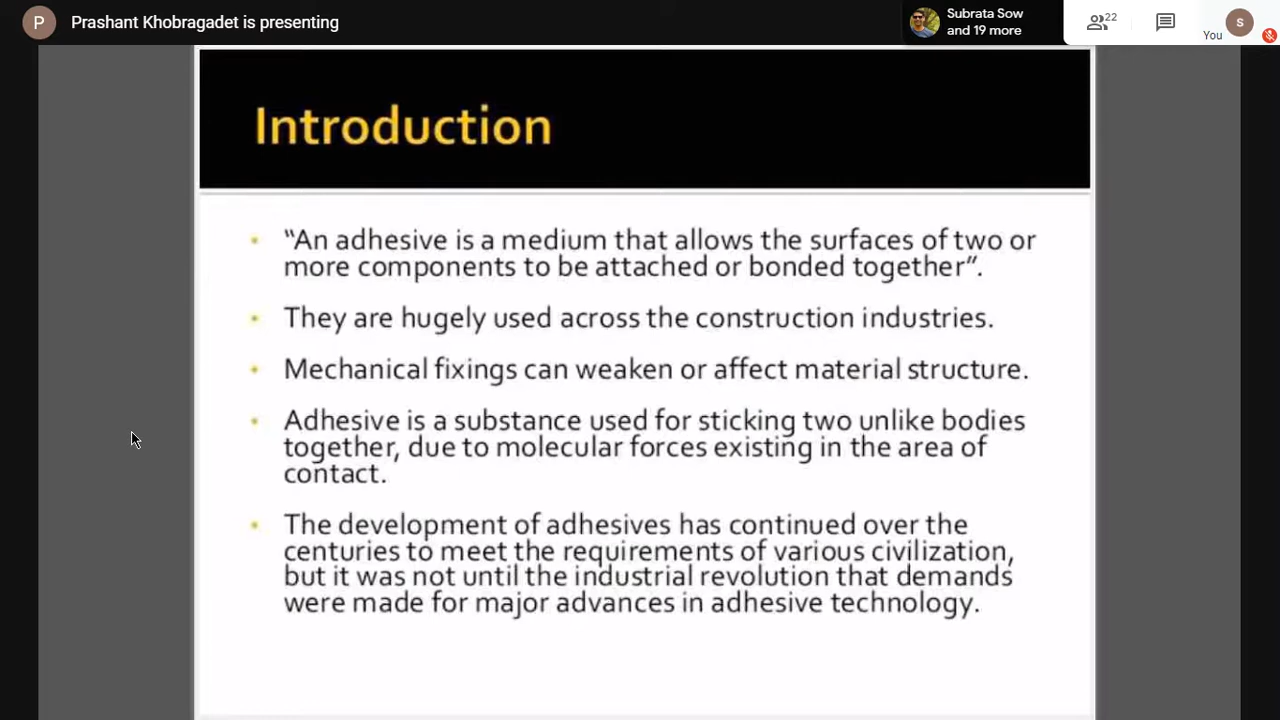 P
Prashant Khobragadet is presenting
Subrata Sow
and 19 more
22
You
S
Introduction
• “An adhesive is a medium that allows the surfaces of two or
more components to be attached or bonded together”.
• They are hugely used across the construction industries.
• Mechanical fixings can weaken or affect material structure.
• Adhesive is a substance used for sticking two unlike bodies
together, due to molecular forces existing in the area of
contact.
• The development of adhesives has continued over the
centuries to meet the requirements of various civilization,
but it was not until the industrial revolution that demands
were made for major advances in adhesive technology.